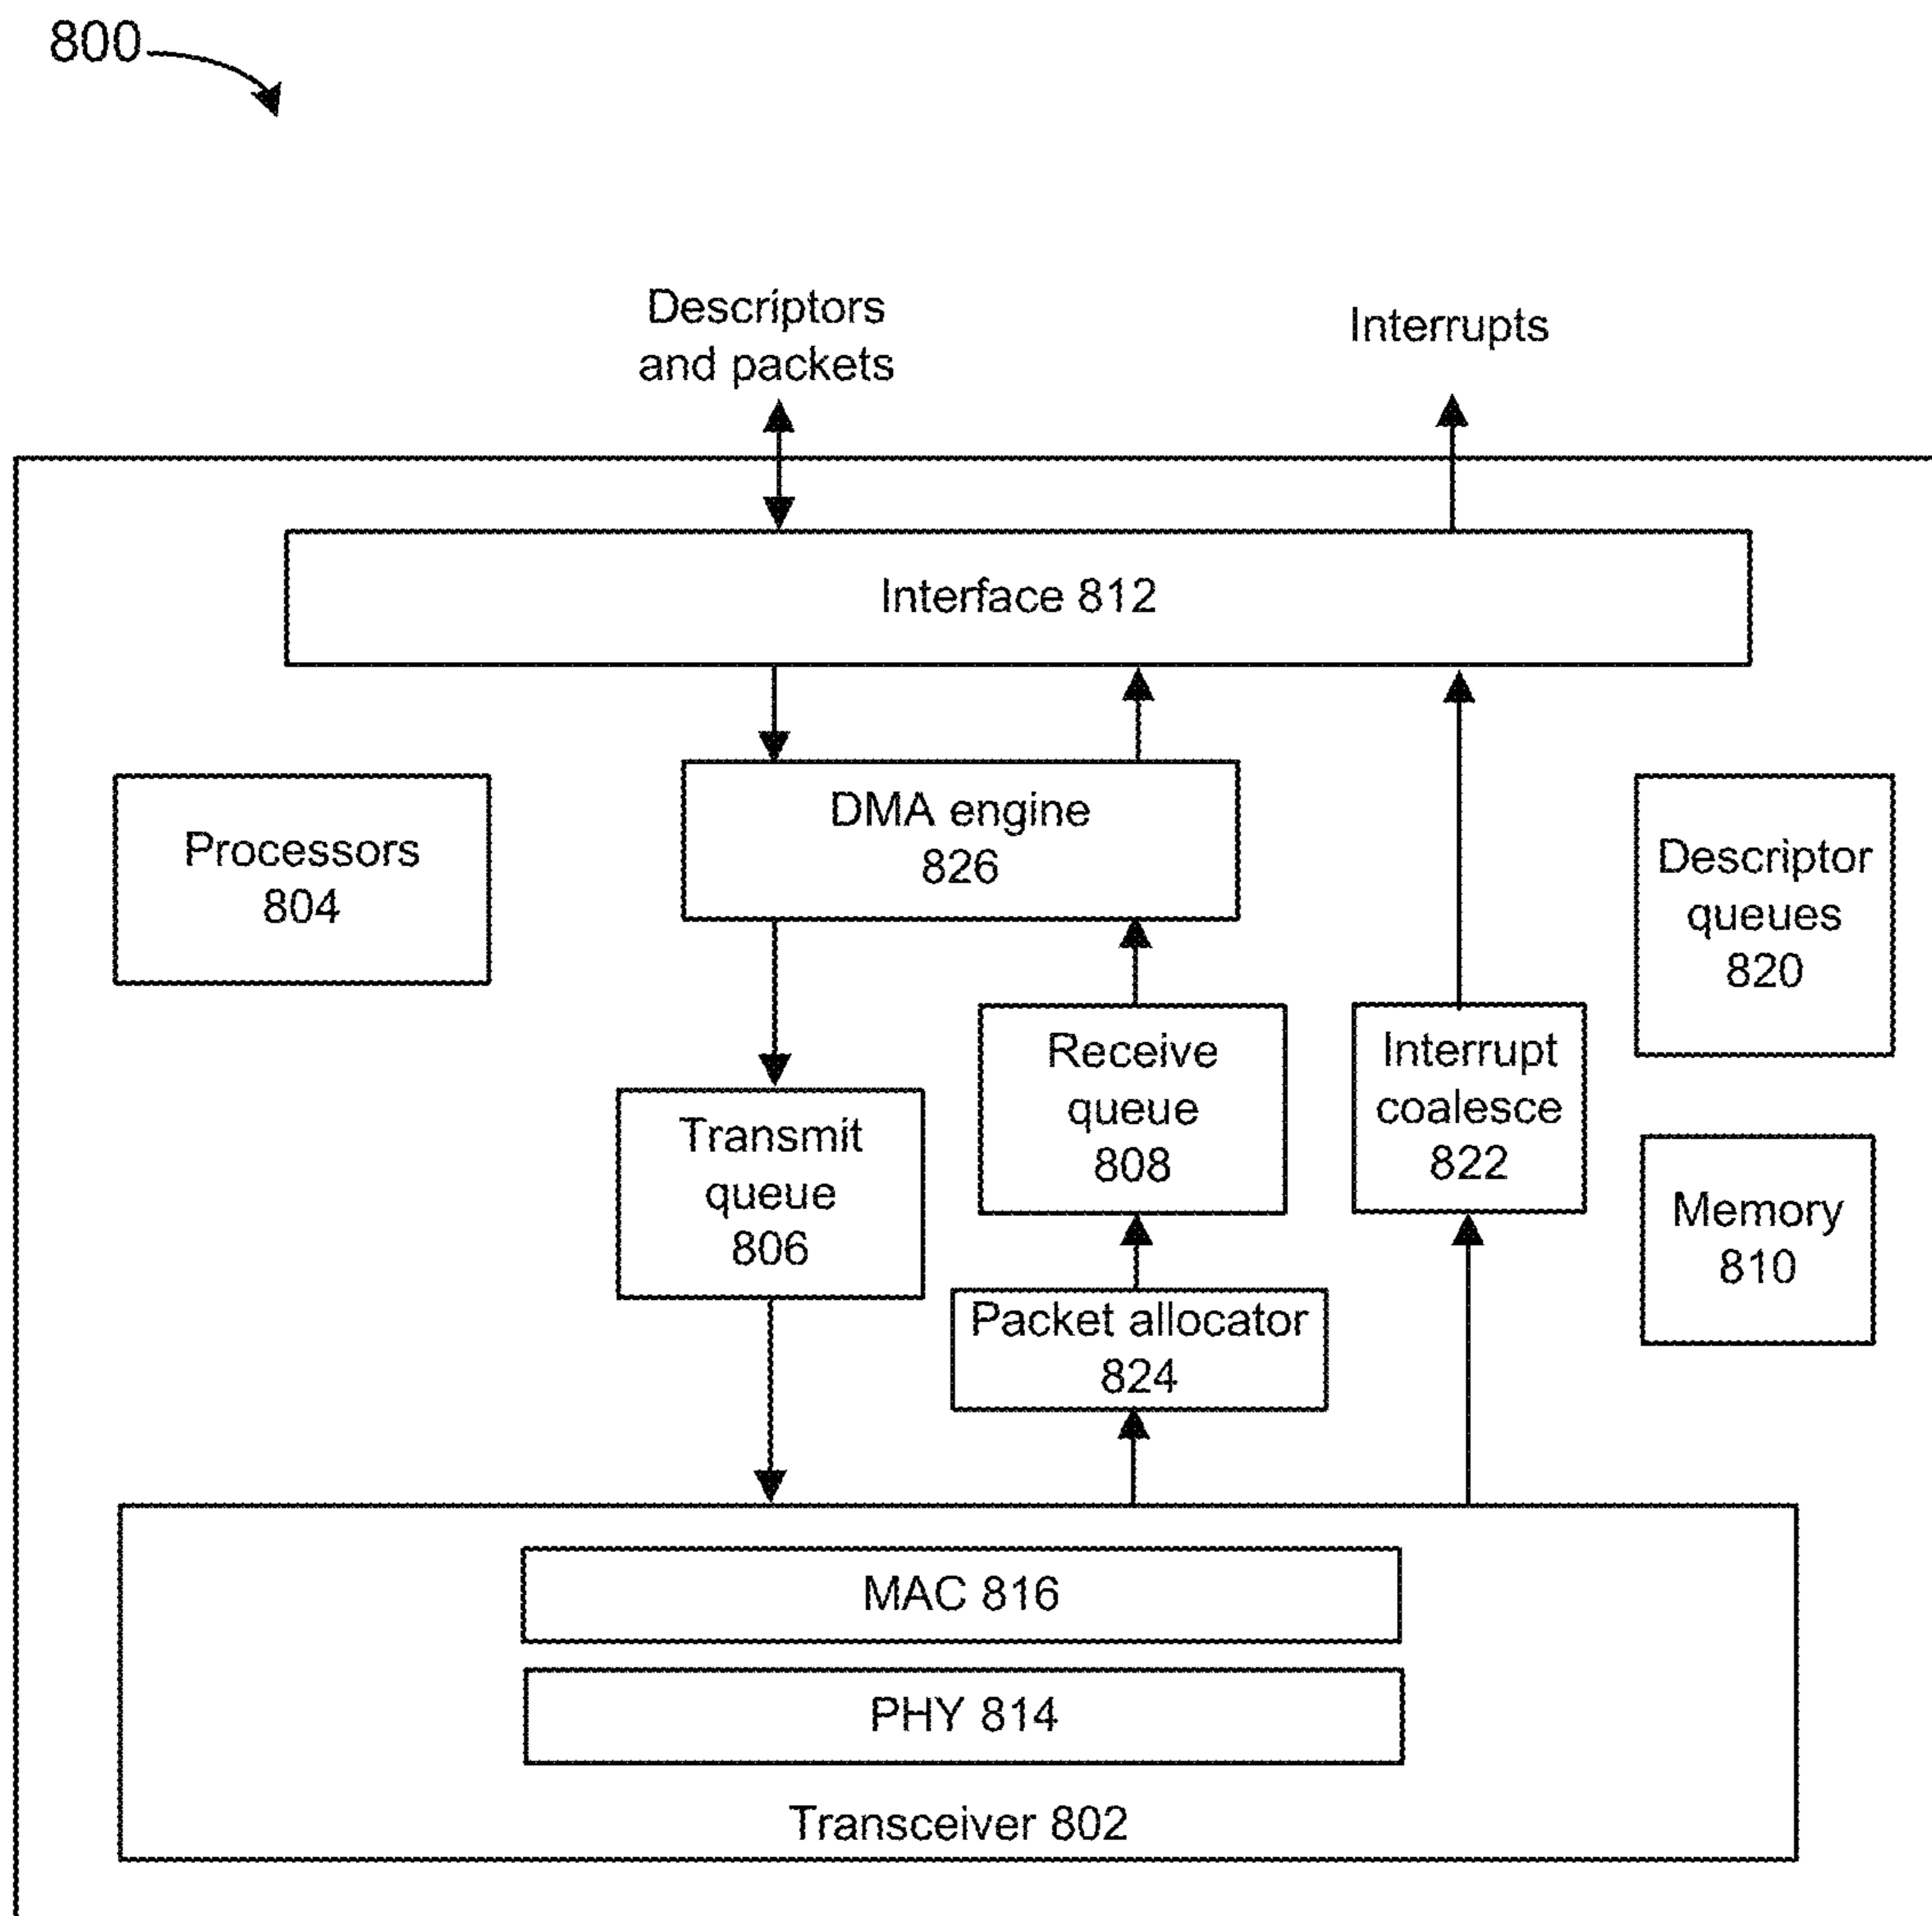 800
Descriptors
and packets
Interrupts
Interface 812
Processors
804
DMA engine
826
Descriptor
queues
820
Transmit
queue
806
Receive
queue
808
Interrupt
coalesce
822
Memory
810
Packet allocator
824
MAC 816
PHY 814
Transceiver 802